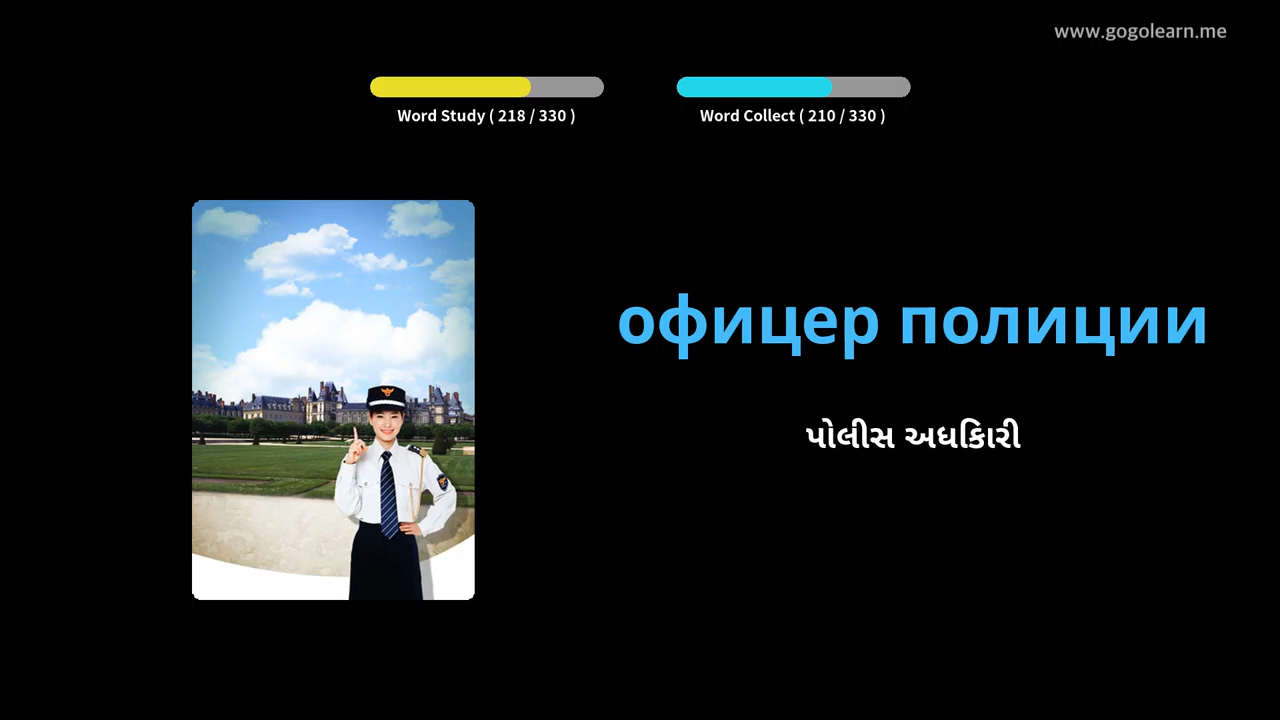 www.gogolearn.me
Word Study ( 218 / 330 )
Word Collect ( 210 / 330 )
офицер полиции
પોલીસ અધિકારી